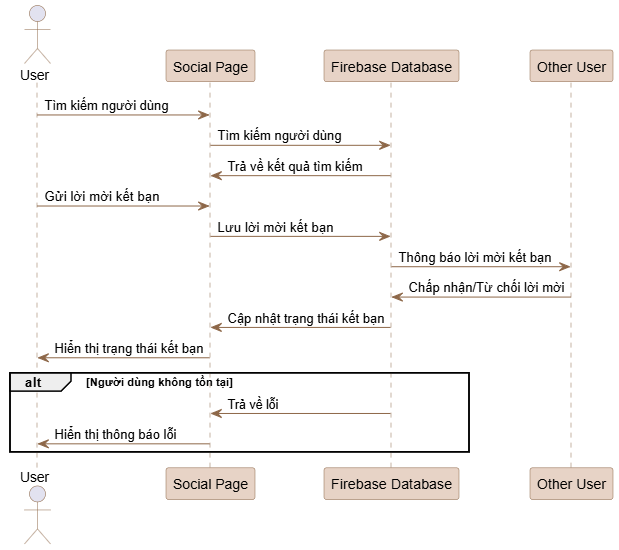 User
Social Page
Firebase Database
Other User
Tìm kiếm người dùng
Tìm kiếm người dùng
Trả về kết quả tìm kiếm
Gửi lời mời kết bạn
Lưu lời mời kết bạn
Thông báo lời mời kết bạn
Chấp nhận/Từ chối lời mời
Cập nhật trạng thái kết bạn
Hiển thị trạng thái kết bạn
alt
[Người dùng không tồn tại]
Trả về lỗi
Hiển thị thông báo lỗi
User
Social Page
Firebase Database
Other User